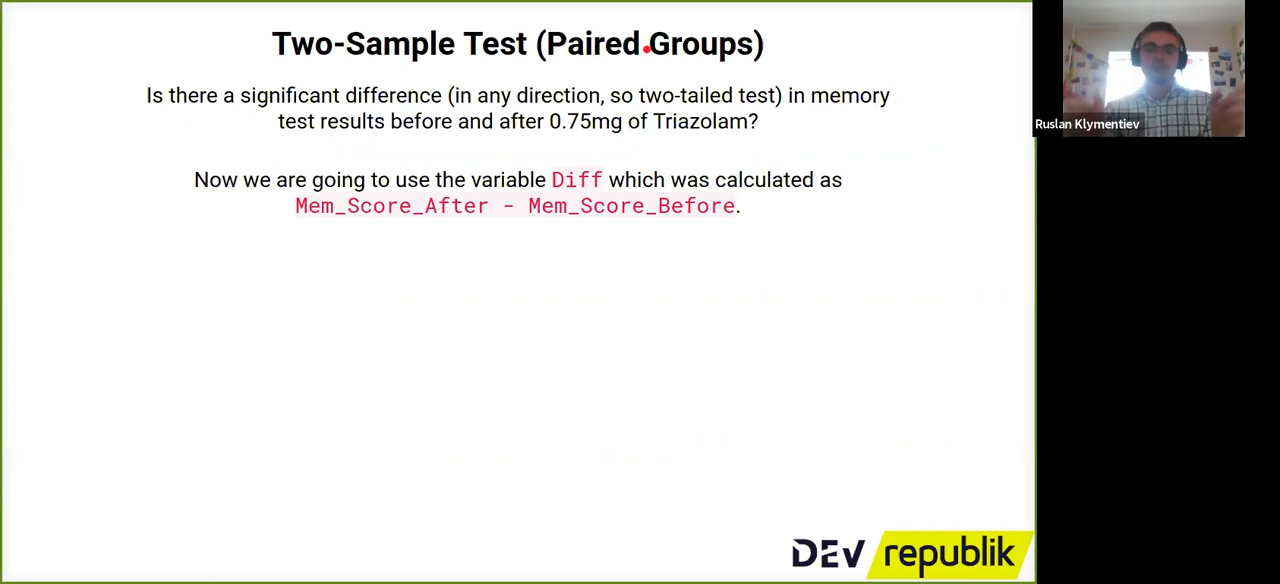 Two-Sample Test (Paired Groups)
Is there a significant difference (in any direction, so two-tailed test) in memory
test results before and after 0.75mg of Triazolam?
Now we are going to use the variable Diff which was calculated as
Mem_Score_After - Mem_Score_Before.
Ruslan Klymentiev
DEV republik